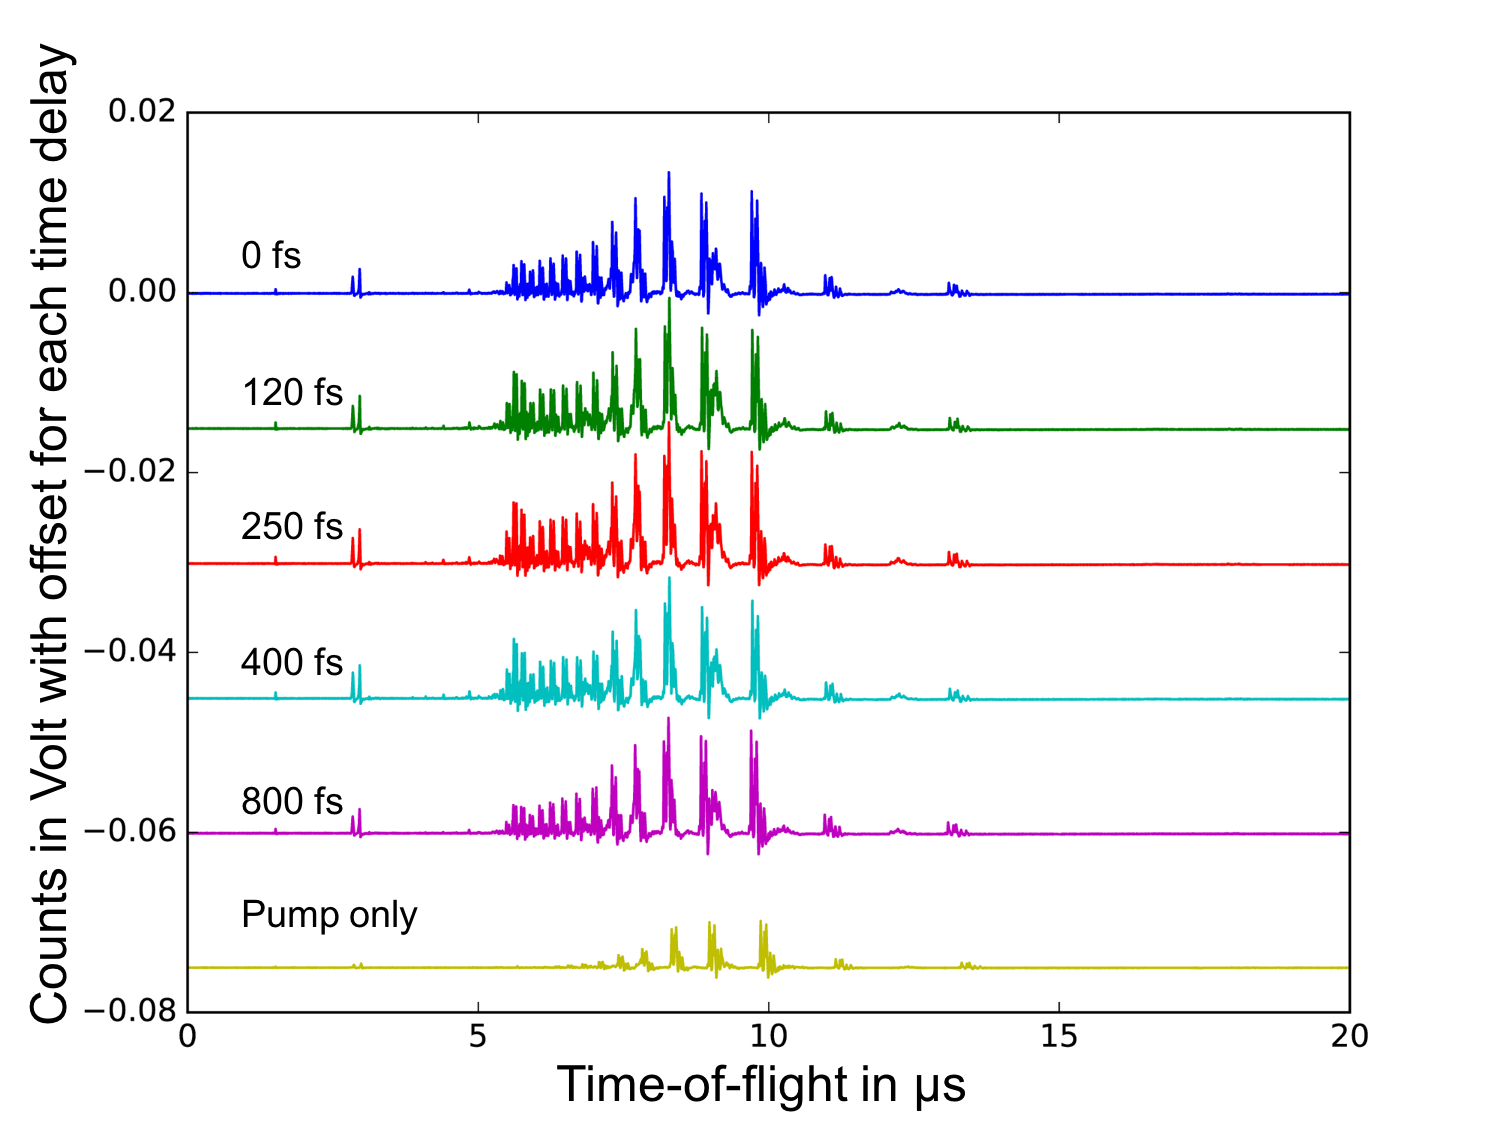 Counts in Volt with offset for each time delay
0.02
0.00
−0.02
−0.04
−0.06
−0.08
0 fs
120 fs
250 fs
400 fs
800 fs
Pump only
0 5 10 15 20
Time-of-flight in µs